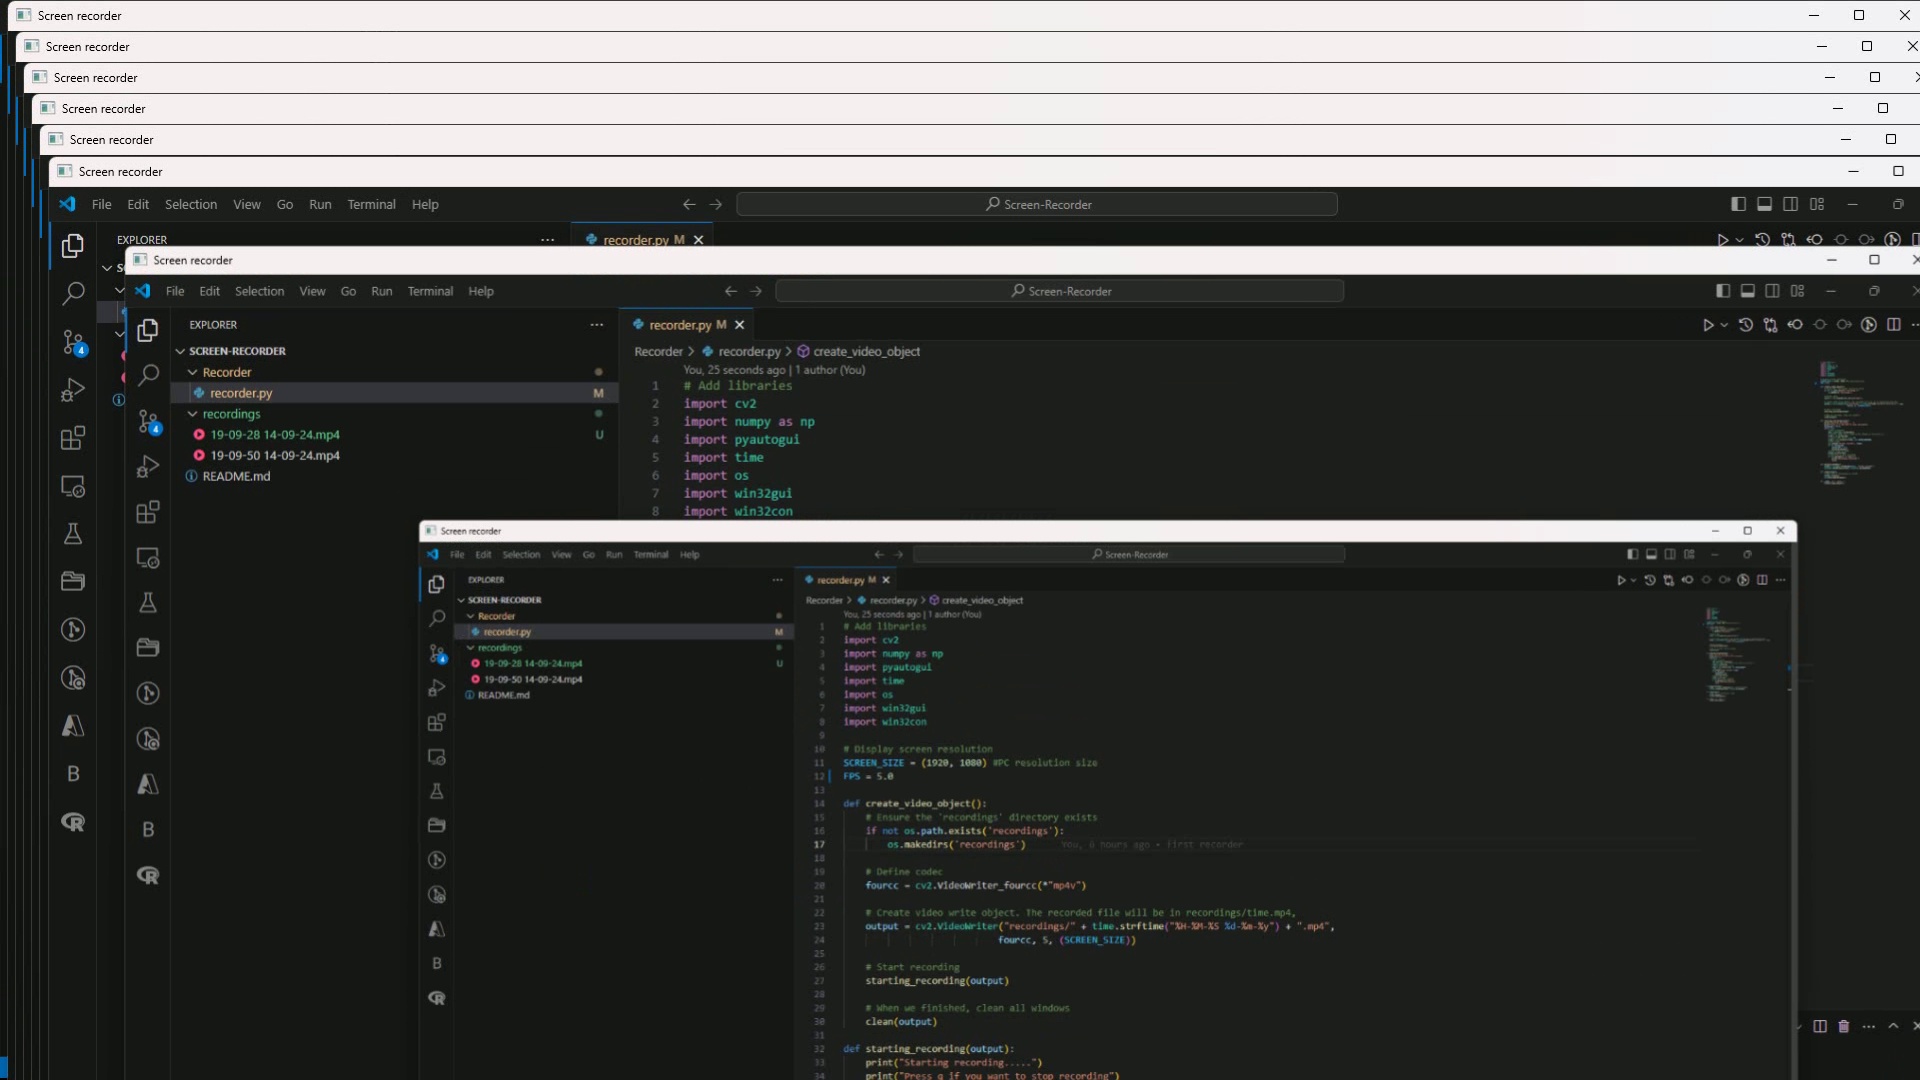 Screen recorder
Screen recorder
Screen recorder
Screen recorder
Screen recorder
Screen recorder
File Edit Selection View Go Run Terminal Help
Screen-Recorder
EXPLORER
recorder.py M
Screen recorder
File Edit Selection View Go Run Terminal Help
Screen-Recorder
EXPLORER
SCREEN-RECORDER
Recorder
recorder.py M
recordings
19-09-28 14-09-24.mp4 U
19-09-50 14-09-24.mp4
README.md
4
4
B
B
recorder.py M
Recorder > recorder.py > create_video_object
You, 25 seconds ago | 1 author (You)
1 # Add libraries
2 import cv2
3 import numpy as np
4 import pyautogui
5 import time
6 import os
7 import win32gui
8 import win32con
Screen recorder
File Edit Selection View Go Run Terminal Help
Screen-Recorder
EXPLORER
SCREEN-RECORDER
Recorder
recorder.py M
recordings
19-09-28 14-09-24.mp4 U
19-09-50 14-09-24.mp4
README.md
4
B
recorder.py M
Recorder > recorder.py > create_video_object
You, 25 seconds ago | 1 author (You)
1 # Add libraries
2 import cv2
3 import numpy as np
4 import pyautogui
5 import time
6 import os
7 import win32gui
8 import win32con
9
10 # Display screen resolution
11 SCREEN_SIZE = (1920, 1080) #PC resolution size
12 FPS = 5.0
13
14 def create_video_object():
15 # Ensure the 'recordings' directory exists
16 if not os.path.exists('recordings'):
17 os.makedirs('recordings') You, 6 hours ago • first recorder
18
19 # Define codec
20 fourcc = cv2.VideoWriter_fourcc(*"mp4v")
21
22 # Create video write object. The recorded file will be in recordings/time.mp4,
23 output = cv2.VideoWriter("recordings/" + time.strftime("%H-%M-%S %d-%m-%y") + ".mp4",
24 fourcc, 5, (SCREEN_SIZE))
25
26 # Start recording
27 starting_recording(output)
28
29 # When we finished, clean all windows
30 clean(output)
31
32 def starting_recording(output):
33 print("Starting recording.....")
34 print("Press q if you want to stop recording")